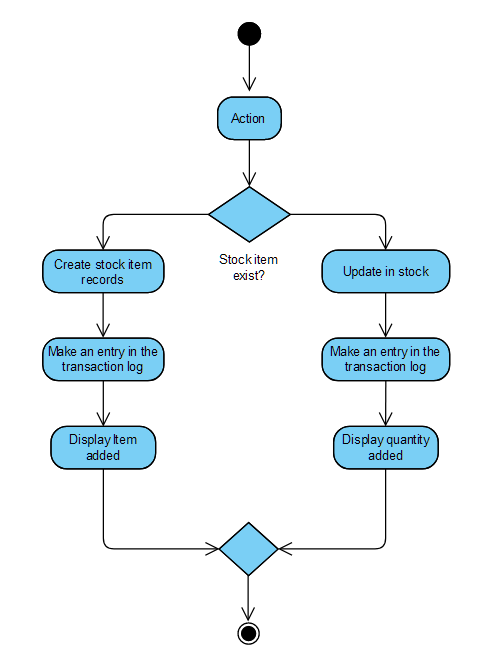 Action
Stock item
exist?
Create stock item
records
Update in stock
Make an entry in the
transaction log
Make an entry in the
transaction log
Display Item
added
Display quantity
added